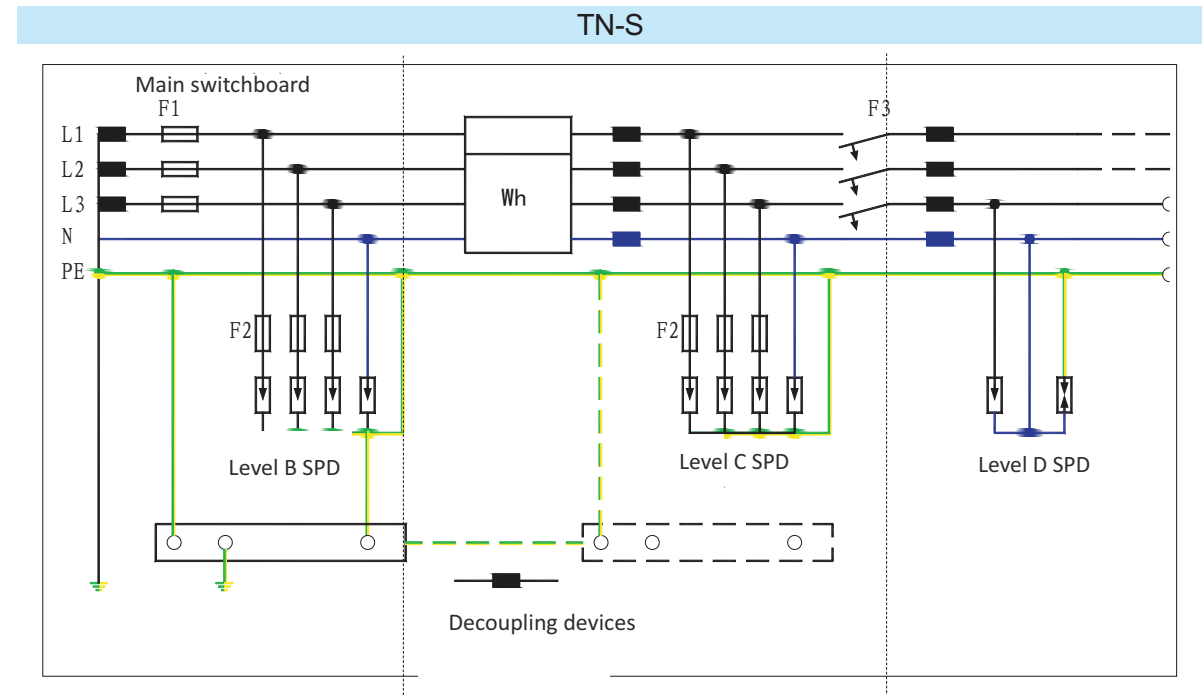 TN-S
Main switchboard
F1
F3
L1
L2
L3
Wh
N
PE
F2
F2
Level B SPD
Level C SPD
Level D SPD
Decoupling devices